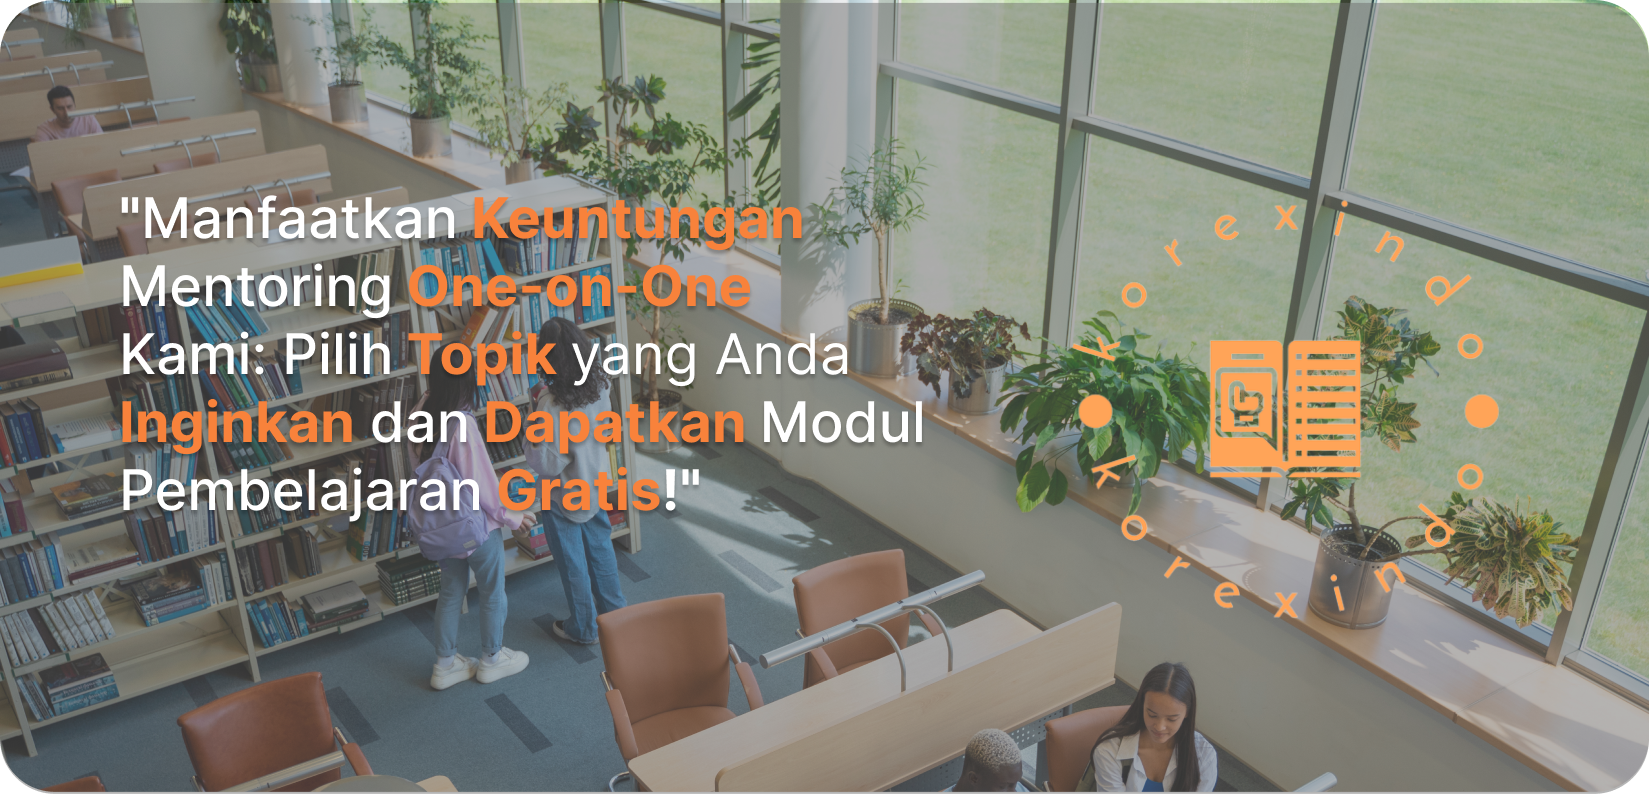 "Manfaatkan Keuntungan
Mentoring One-on-One
Kami: Pilih Topik yang Anda
Inginkan dan Dapatkan Modul
Pembelajaran Gratis!"
korexindo
korexindo